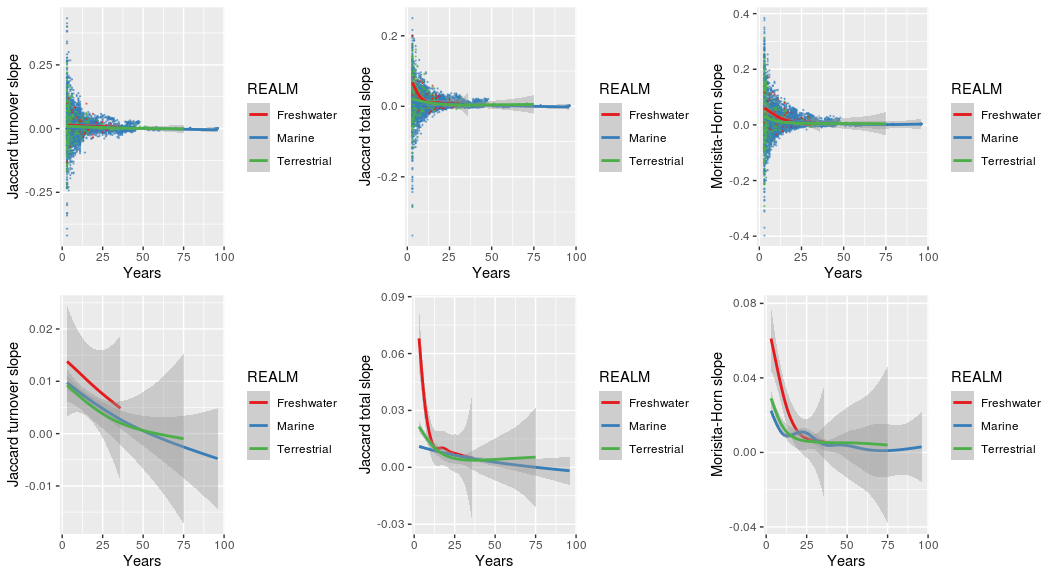 Jaccard turnover slope
0.25
0.00
-0.25
0
25
50
75
100
Years
REALM
Freshwater
Marine
Terrestrial
Jaccard total slope
0.2
0.0
-0.2
0
25
50
75
100
Years
REALM
Freshwater
Marine
Terrestrial
Morisita-Horn slope
0.4
0.2
0.0
-0.2
-0.4
0
25
50
75
100
Years
REALM
Freshwater
Marine
Terrestrial
Jaccard turnover slope
0.02
0.01
0.00
-0.01
0
25
50
75
100
Years
REALM
Freshwater
Marine
Terrestrial
Jaccard total slope
0.09
0.06
0.03
0.00
-0.03
0
25
50
75
100
Years
REALM
Freshwater
Marine
Terrestrial
Morisita-Horn slope
0.08
0.04
0.00
-0.04
0
25
50
75
100
Years
REALM
Freshwater
Marine
Terrestrial